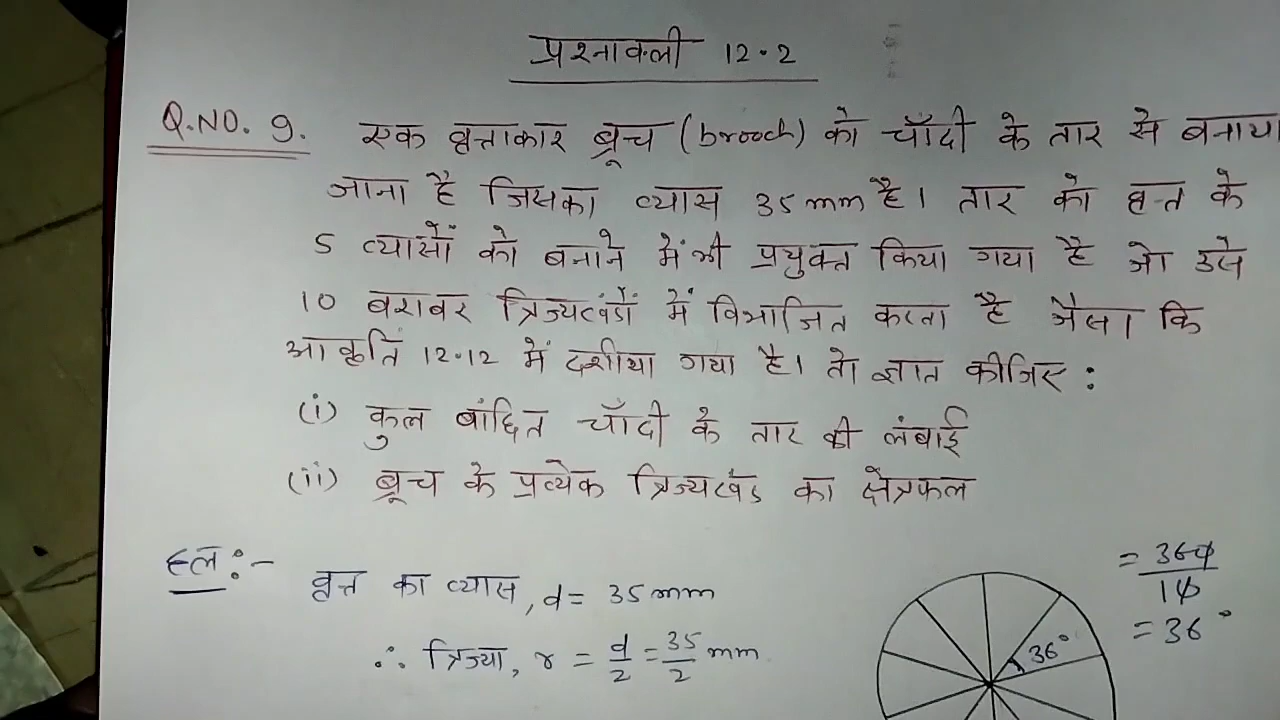 प्रश्नावली 12.2
Q.NO. 9. एक वृत्ताकार ब्रूच (brooch) को चाँदी के तार से बनाया
जाना है जिसका व्यास 35 mm है। तार को वृत्त के
5 व्यासों को बनाने में भी प्रयुक्त किया गया है जो उसे
10 बराबर त्रिज्यखंडों में विभाजित करता है जैसा कि
आकृति 12.12 में दर्शाया गया है। तो ज्ञात कीजिए :
(i) कुल वांछित चाँदी के तार की लंबाई
(ii) ब्रूच के प्रत्येक त्रिज्यखंड का क्षेत्रफल
हल :-
वृत्त का व्यास, d = 35 mm
∴ त्रिज्या, r = d/2 = 35/2 mm
36°
= 360/10
= 36°